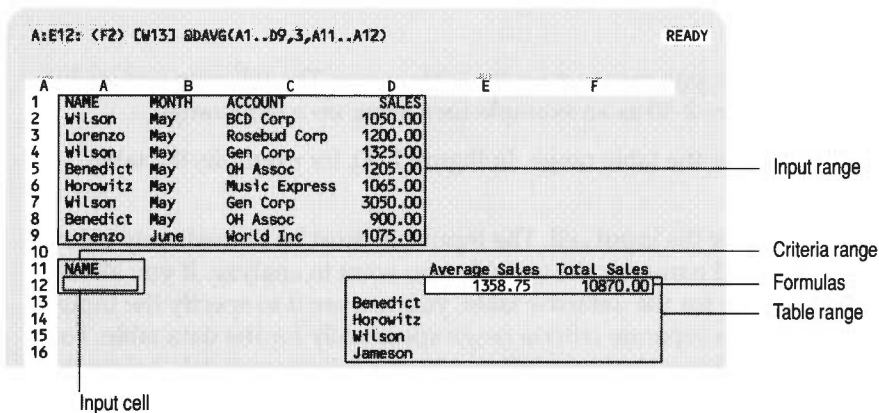 A:E12: (F2) [W13] @DAVG(A1..D9,3,A11..A12) READY
A A B C D E F
1 NAME MONTH ACCOUNT SALES
2 Wilson May BCD Corp 1050.00
3 Lorenzo May Rosebud Corp 1200.00
4 Wilson May Gen Corp 1325.00
5 Benedict May OH Assoc 1205.00 Input range
6 Horowitz May Music Express 1065.00
7 Wilson May Gen Corp 3050.00
8 Benedict May OH Assoc 900.00
9 Lorenzo June World Inc 1075.00
10 Criteria range
11 NAME Average Sales Total Sales
12 1358.75 10870.00 Formulas
13 Benedict Table range
14 Horowitz
15 Wilson
16 Jameson
Input cell